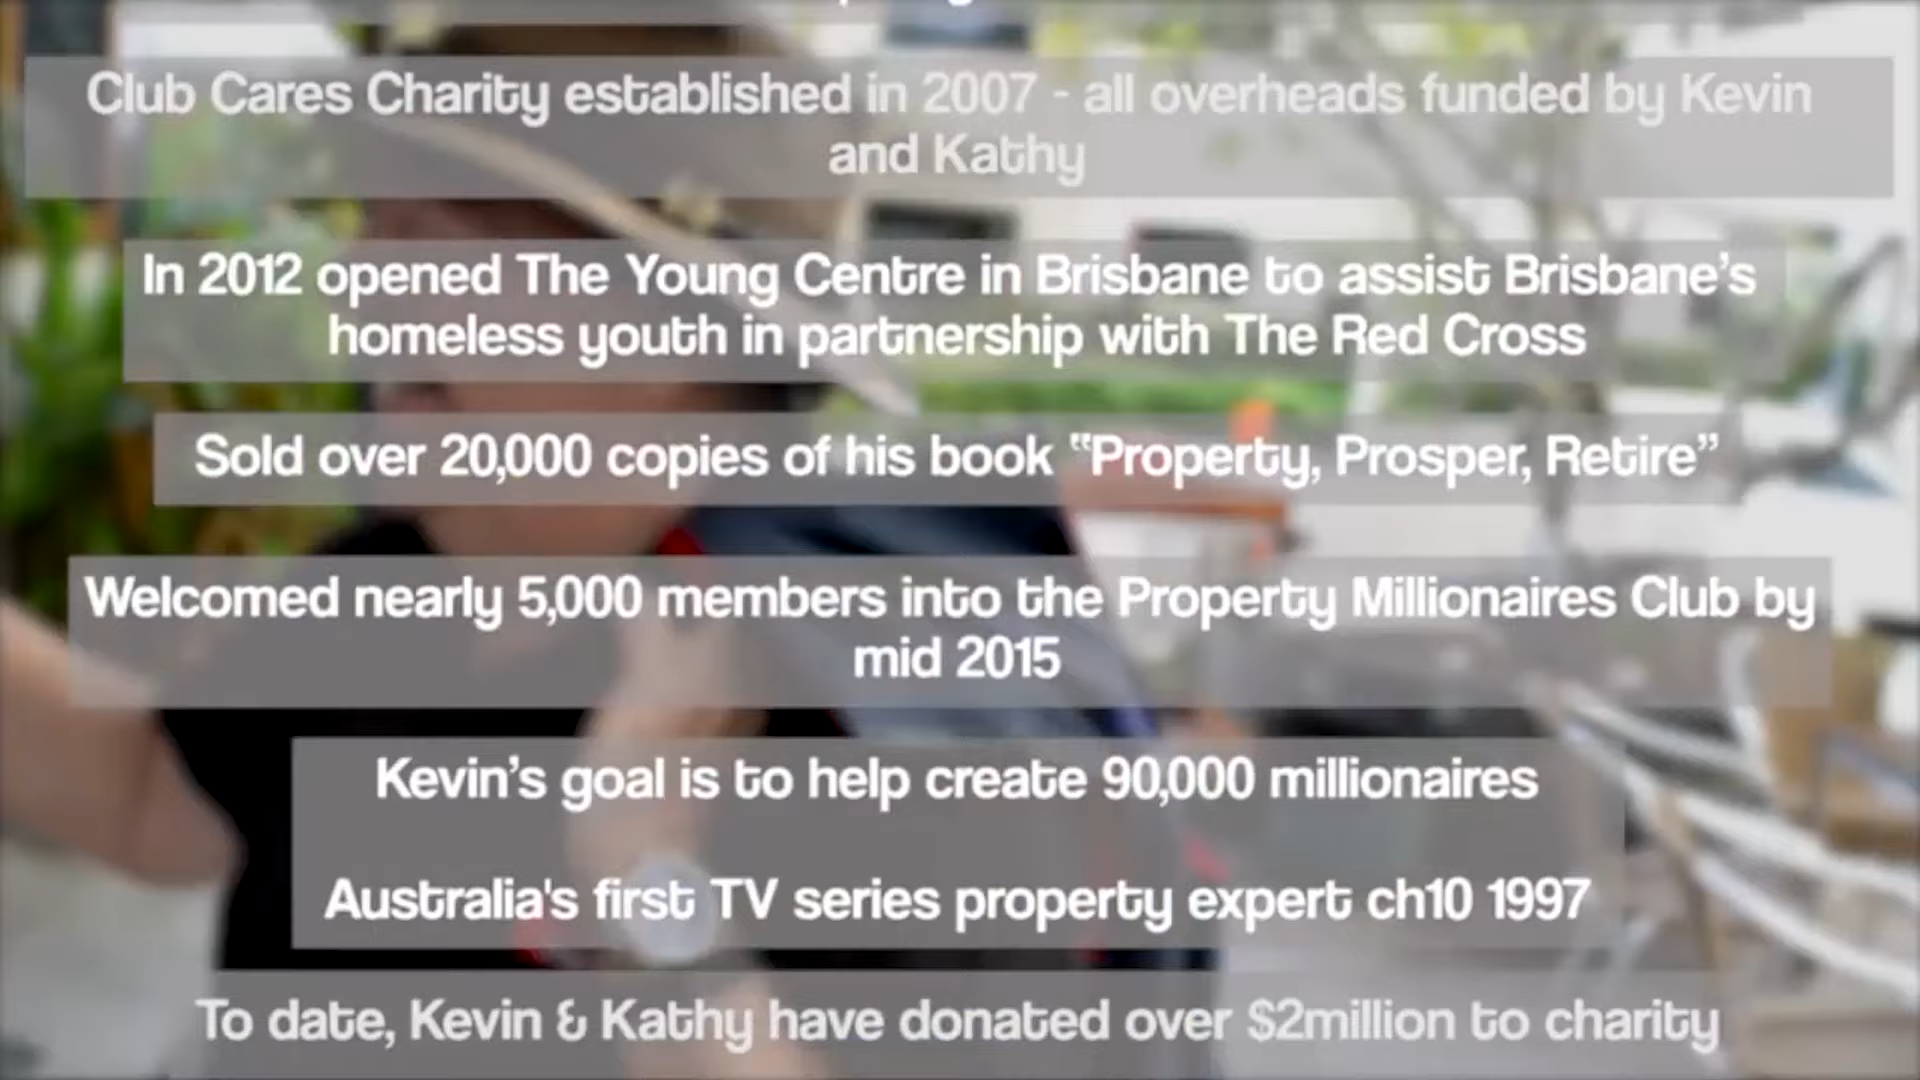 Club Cares Charity established in 2007 - all overheads funded by Kevin
and Kathy
In 2012 opened The Young Centre in Brisbane to assist Brisbane’s
homeless youth in partnership with The Red Cross
Sold over 20,000 copies of his book “Property, Prosper, Retire”
Welcomed nearly 5,000 members into the Property Millionaires Club by
mid 2015
Kevin’s goal is to help create 90,000 millionaires
Australia's first TV series property expert ch10 1997
To date, Kevin & Kathy have donated over $2million to charity